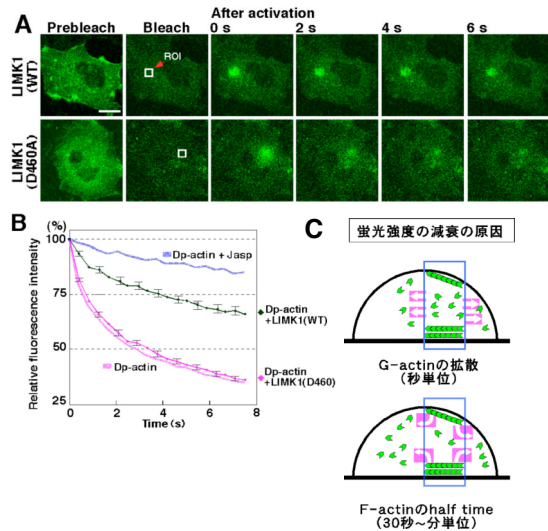 A
After activation
Prebleach
Bleach
0 s
2 s
4 s
6 s
LIMK1
(WT)
ROI
LIMK1
(D460A)
B
(%)
100
75
50
25
Relative fluorescence intensity
Dp-actin + Jasp
Dp-actin
+LIMK1(WT)
Dp-actin
Dp-actin
+LIMK1(D460)
0
2
4
6
8
Time(s)
C
蛍光強度の減衰の原因
G-actinの拡散
(秒単位)
F-actinのhalf time
(30秒~分単位)